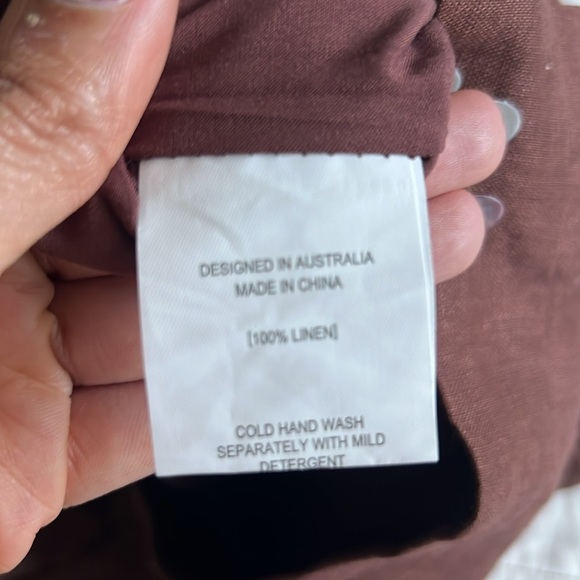 DESIGNED IN AUSTRALIA
MADE IN CHINA
[100% LINEN]
COLD HAND WASH
SEPARATELY WITH MILD
DETERGENT